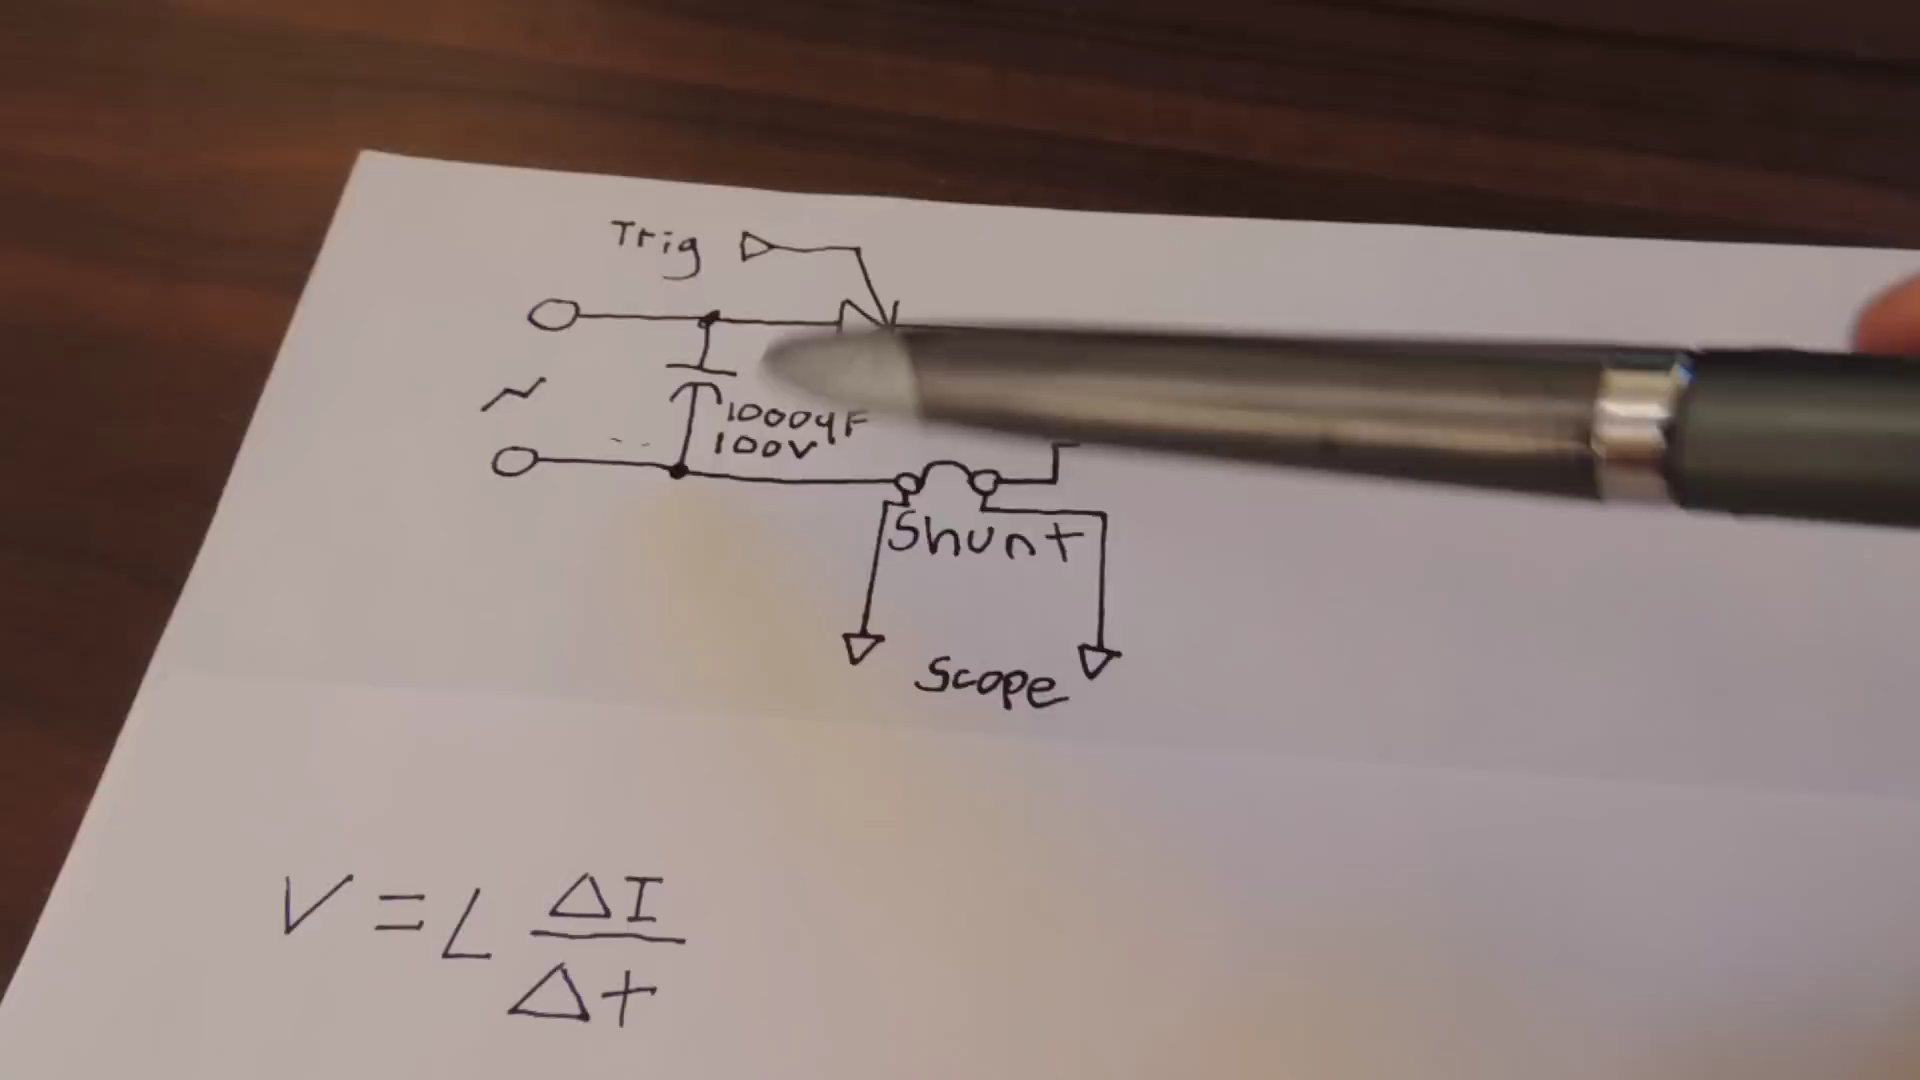 Trig
1000µF
100V
Shunt
Scope
V = L ΔI
Δt